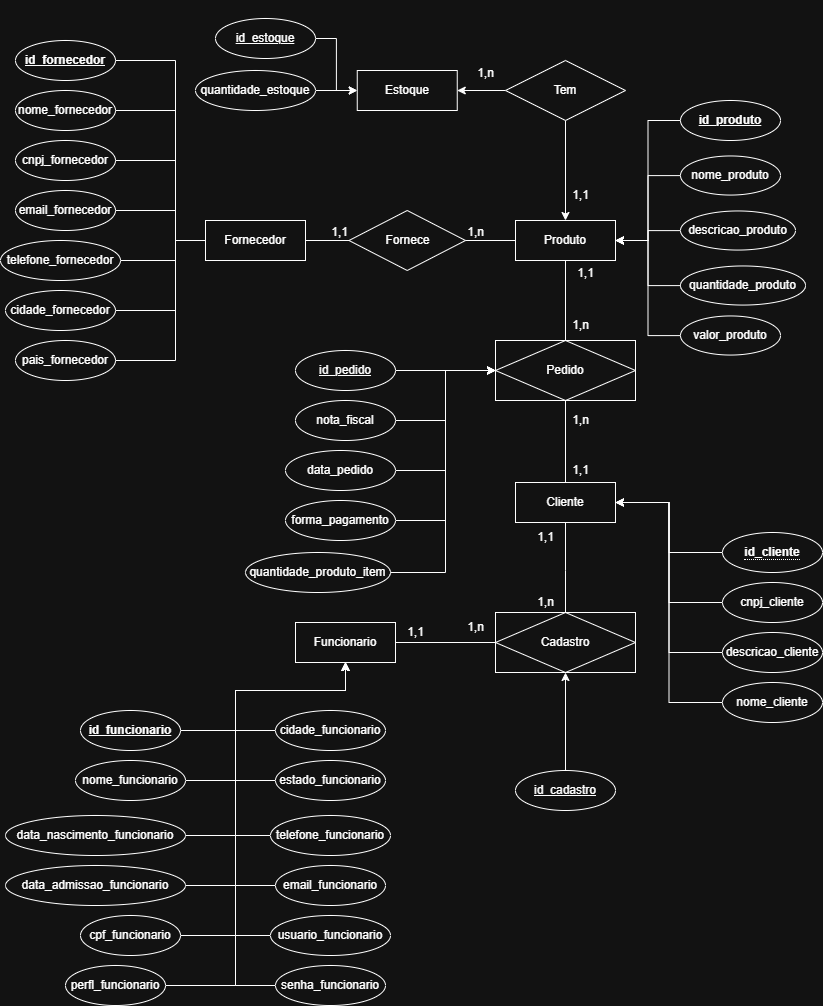 id_estoque
quantidade_estoque
Estoque
1,n
Tem
id_fornecedor
nome_fornecedor
cnpj_fornecedor
email_fornecedor
telefone_fornecedor
cidade_fornecedor
pais_fornecedor
Fornecedor
1,1
Fornece
1,n
1,1
Produto
1,1
id_produto
nome_produto
descricao_produto
quantidade_produto
valor_produto
1,n
Pedido
1,n
id_pedido
nota_fiscal
data_pedido
forma_pagamento
quantidade_produto_item
1,1
Cliente
1,1
id_cliente
cnpj_cliente
descricao_cliente
nome_cliente
1,n
Funcionario
1,1
1,n
Cadastro
id_cadastro
id_funcionario
cidade_funcionario
nome_funcionario
estado_funcionario
data_nascimento_funcionario
telefone_funcionario
data_admissao_funcionario
email_funcionario
cpf_funcionario
usuario_funcionario
perfl_funcionario
senha_funcionario